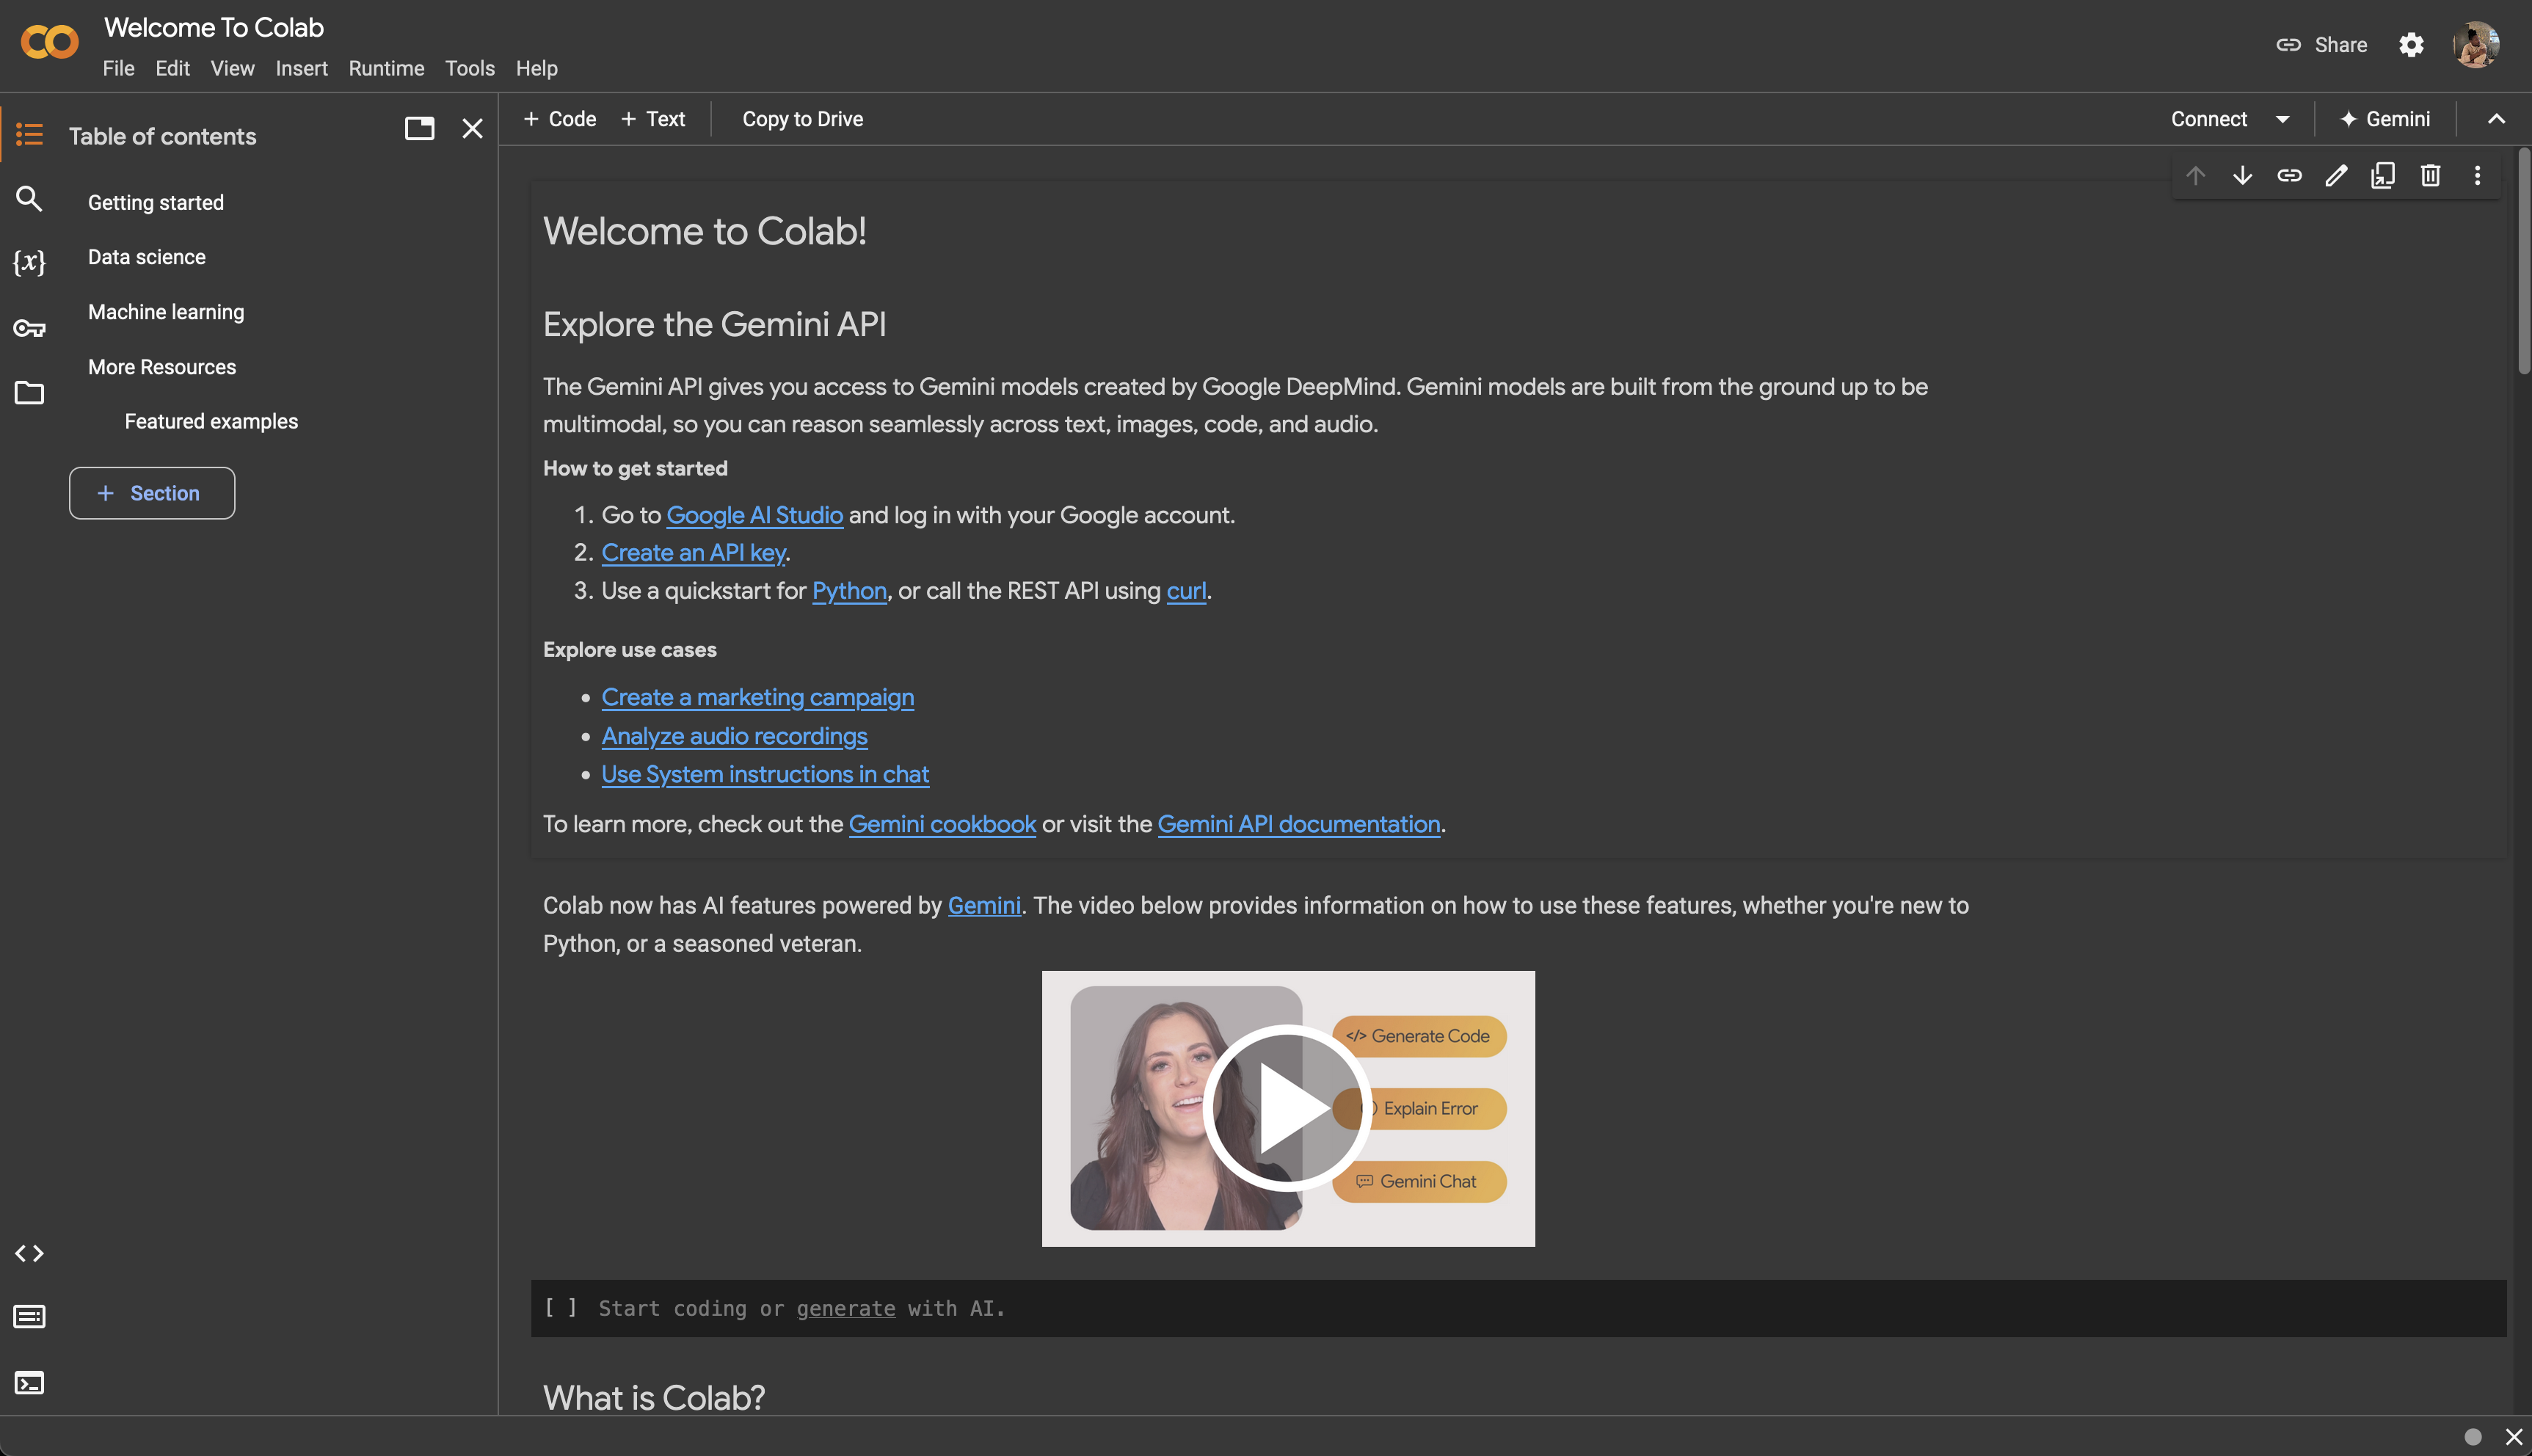 Welcome To Colab
File Edit View Insert Runtime Tools Help
Share
Table of contents
Getting started
Data science
Machine learning
More Resources
Featured examples
+ Section
+ Code + Text Copy to Drive
Connect Gemini
Welcome to Colab!
Explore the Gemini API
The Gemini API gives you access to Gemini models created by Google DeepMind. Gemini models are built from the ground up to be
multimodal, so you can reason seamlessly across text, images, code, and audio.
How to get started
1. Go to Google AI Studio and log in with your Google account.
2. Create an API key.
3. Use a quickstart for Python, or call the REST API using curl.
Explore use cases
• Create a marketing campaign
• Analyze audio recordings
• Use System instructions in chat
To learn more, check out the Gemini cookbook or visit the Gemini API documentation.
Colab now has AI features powered by Gemini. The video below provides information on how to use these features, whether you're new to
Python, or a seasoned veteran.
</> Generate Code
Explain Error
Gemini Chat
[ ] Start coding or generate with AI.
What is Colab?